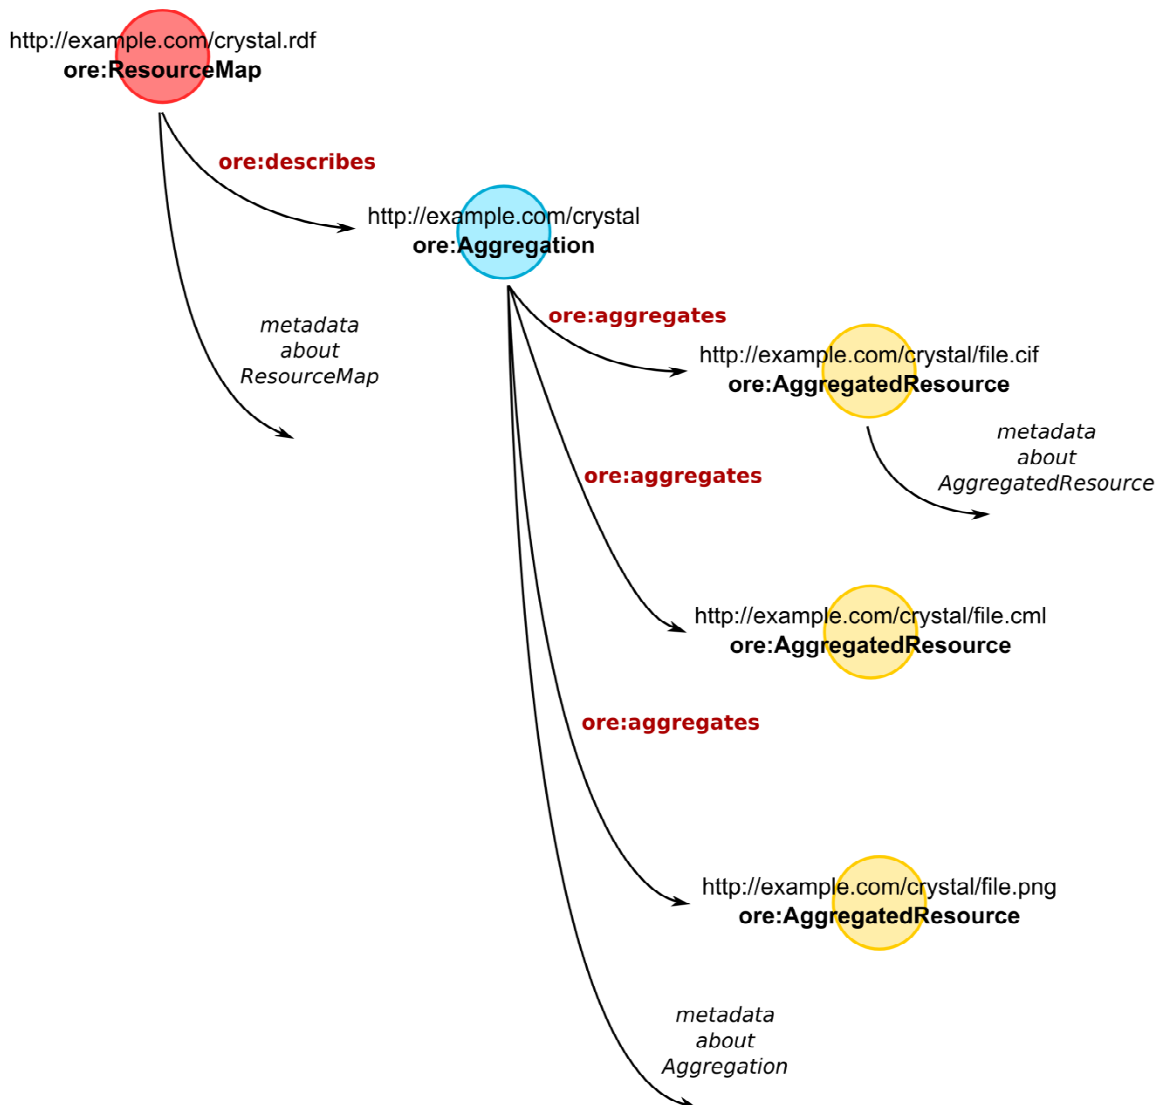 http://example.com/crystal.rdf
ore:ResourceMap
ore:describes
http://example.com/crystal
ore:Aggregation
metadata
about
ResourceMap
ore:aggregates
http://example.com/crystal/file.cif
ore:AggregatedResource
metadata
about
AggregatedResource
ore:aggregates
http://example.com/crystal/file.cml
ore:AggregatedResource
ore:aggregates
http://example.com/crystal/file.png
ore:AggregatedResource
metadata
about
Aggregation